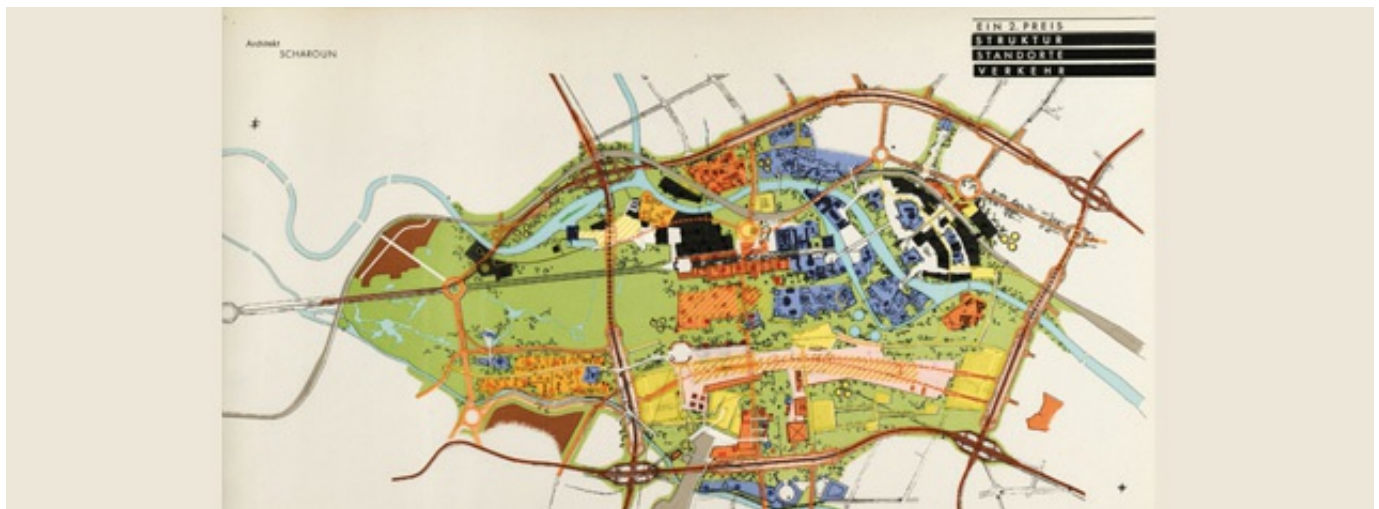 Architekt
SCHAROUN
EIN 2. PREIS
STRUKTUR
STANDORTE
VERKEHR